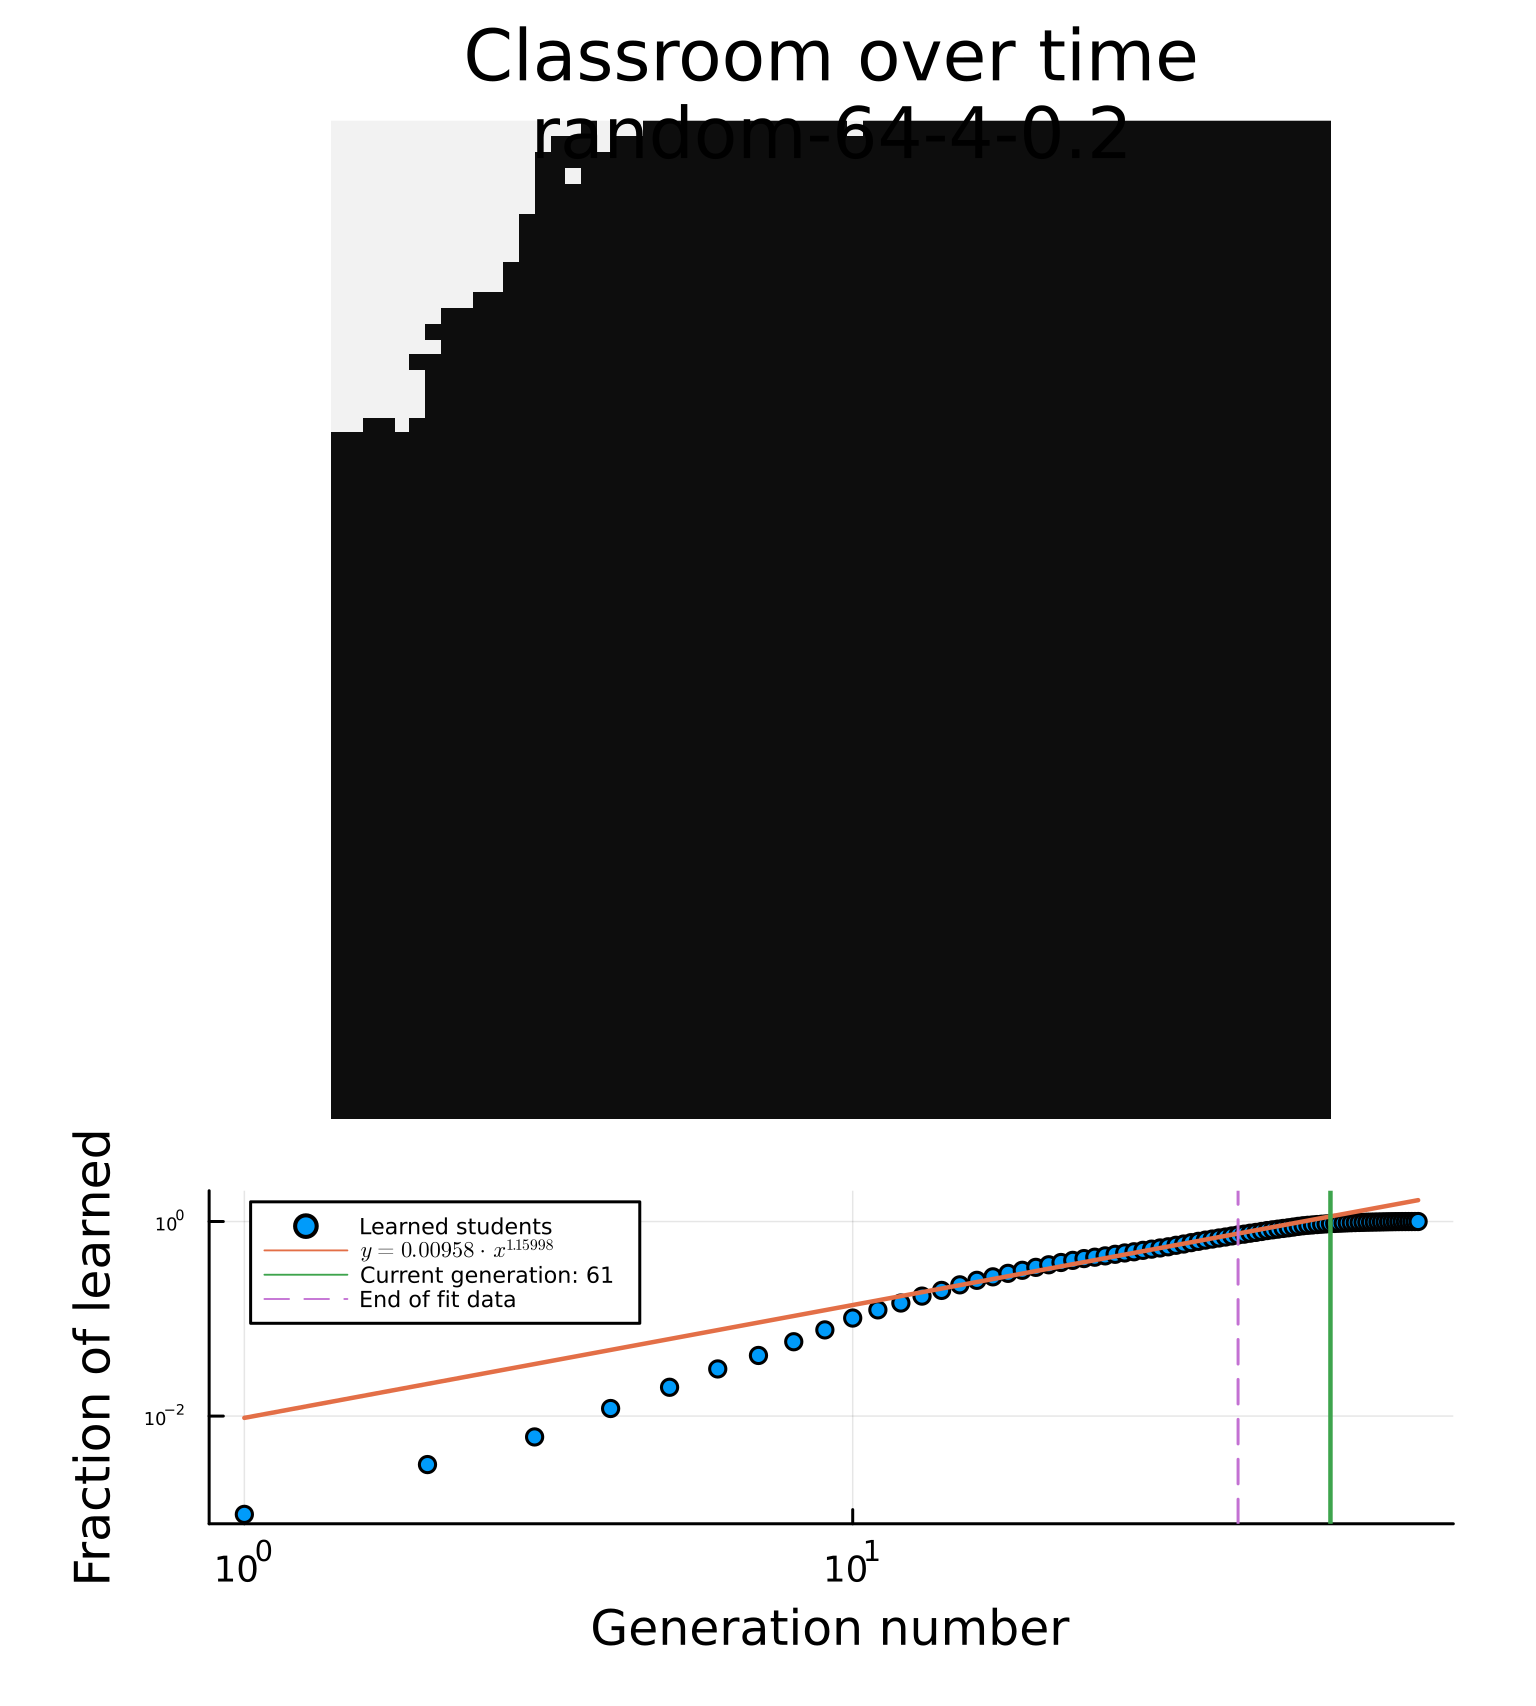 Classroom over time
random-64-4-0.2
Fraction of learned
10^0
10^−2
Learned students
y = 0.00958 · x^1.15998
Current generation: 61
End of fit data
10^0
10^1
Generation number